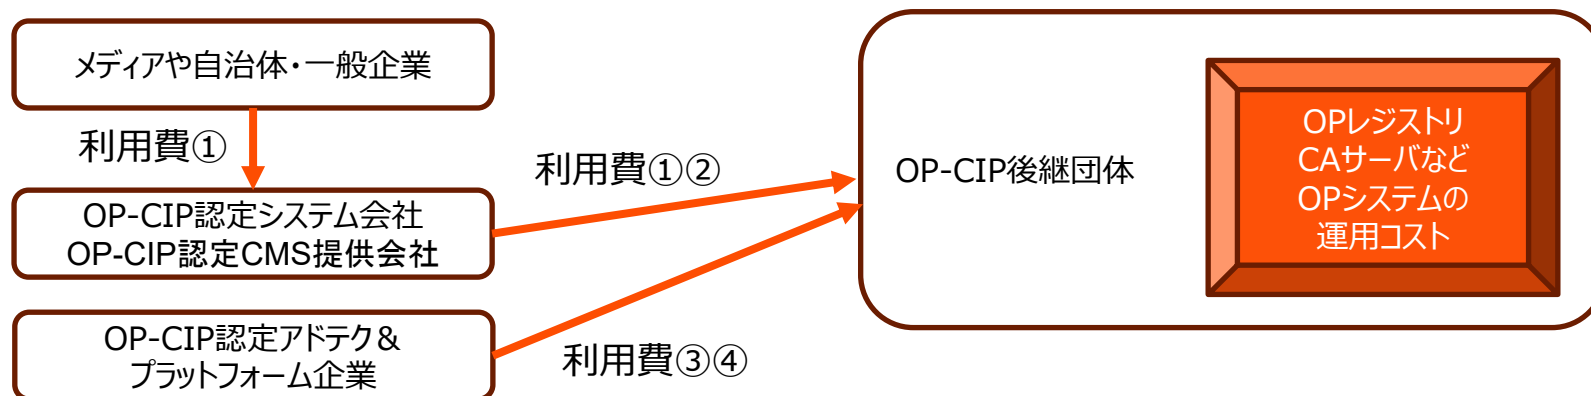 メディアや自治体・一般企業
利用費①
OP-CIP認定システム会社
OP-CIP認定CMS提供会社
利用費①②
OP-CIP認定アドテク＆
プラットフォーム企業
利用費③④
OP-CIP後継団体
OPレジストリ
CAサーバなど
OPシステムの
運用コスト